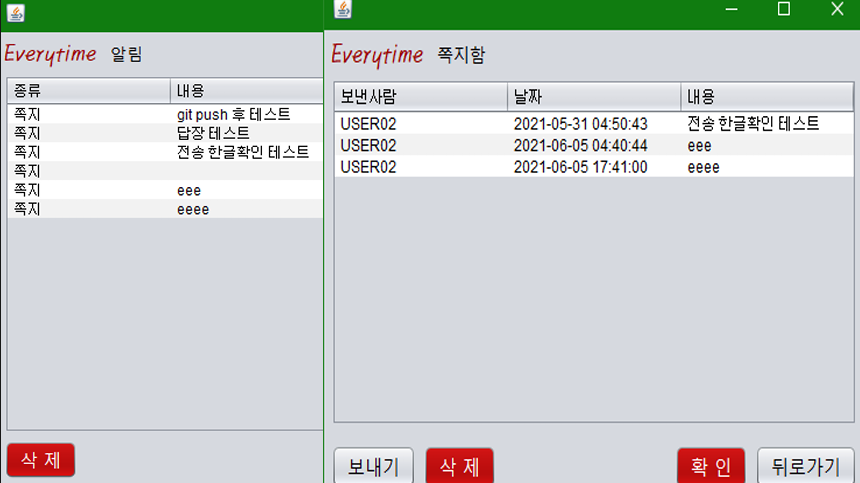 Everytime 알림
종류 내용
쪽지 git push 후 테스트
쪽지 답장 테스트
쪽지 전송 한글확인 테스트
쪽지
쪽지 eee
쪽지 eeee
삭 제
Everytime 쪽지함
보낸사람 날짜 내용
USER02 2021-05-31 04:50:43 전송 한글확인 테스트
USER02 2021-06-05 04:40:44 eee
USER02 2021-06-05 17:41:00 eeee
보내기 삭 제 확 인 뒤로가기